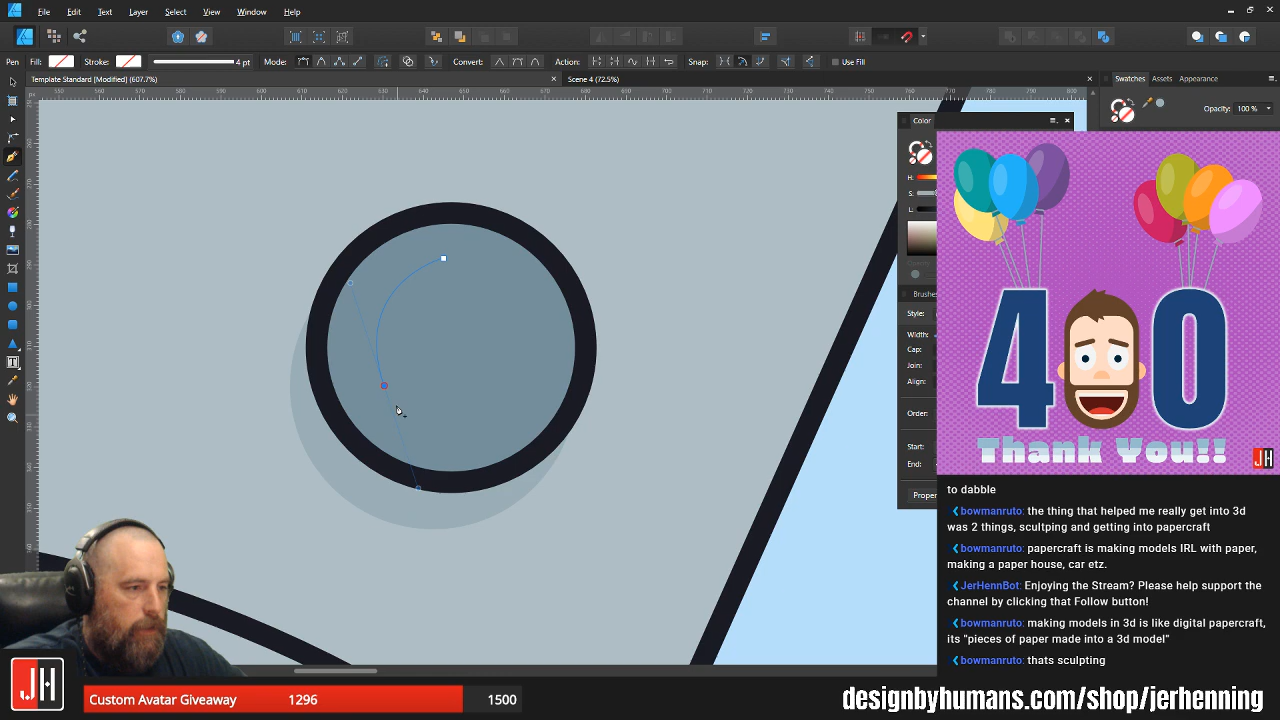 File Edit Text Layer Select View Window Help
Pen Fill: Stroke: 4 pt Mode: Convert: Action: Snap: Use Fill
Template Standard [Modified] (607.7%) × Scene 4 (72.5%) ×
Swatches Assets Appearance
Opacity: 100 %
Color
H:
S:
L:
Opacity
Brushes
Style:
Width:
Cap:
Join:
Align:
Order:
Start:
End:
Proper
4 0
Thank You!!
JH
to dabble
bowmanruto: the thing that helped me really get into 3d
was 2 things, scultping and getting into papercraft
bowmanruto: papercraft is making models IRL with paper,
making a paper house, car etz.
JerHennBot: Enjoying the Stream? Please help support the
channel by clicking that Follow button!
bowmanruto: making models in 3d is like digital papercraft,
its "pieces of paper made into a 3d model"
bowmanruto: thats sculpting
JH
Custom Avatar Giveaway 1296 1500
designbyhumans.com/shop/jerhenning